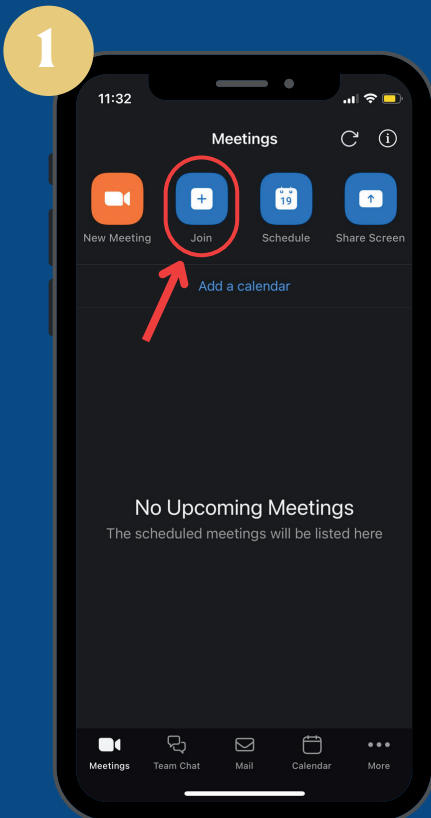 1
11:32
Meetings
New Meeting
Join
19
Schedule
Share Screen
Add a calendar
No Upcoming Meetings
The scheduled meetings will be listed here
Meetings
Team Chat
Mail
Calendar
More